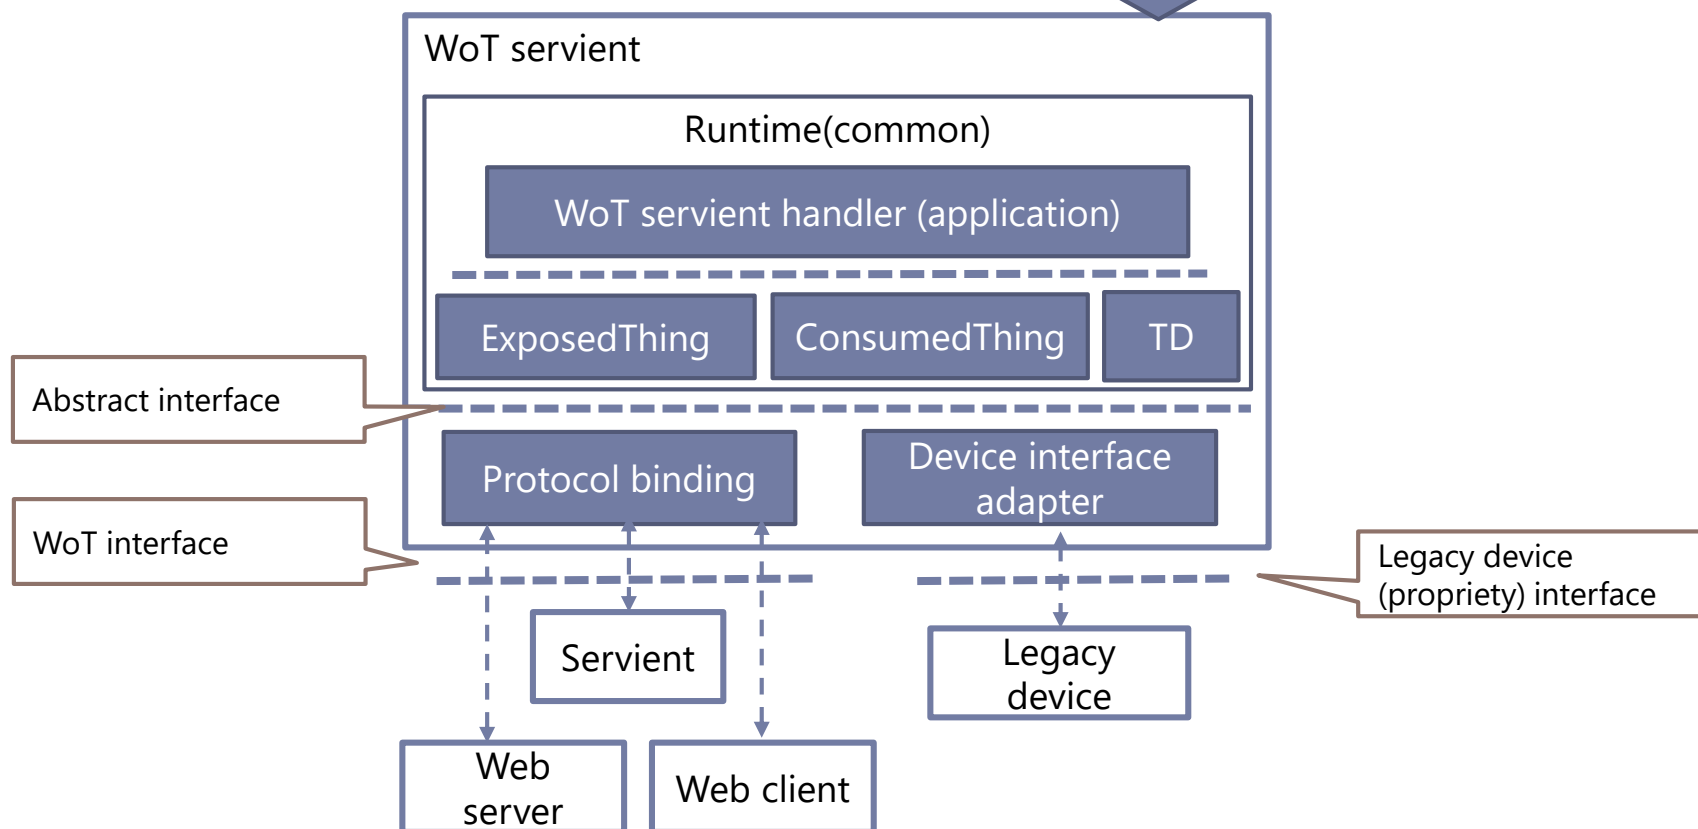 WoT servient
Runtime(common)
WoT servient handler (application)
ExposedThing
ConsumedThing
TD
Abstract interface
Protocol binding
Device interface
adapter
WoT interface
Legacy device
(propriety) interface
Servient
Legacy
device
Web
server
Web client